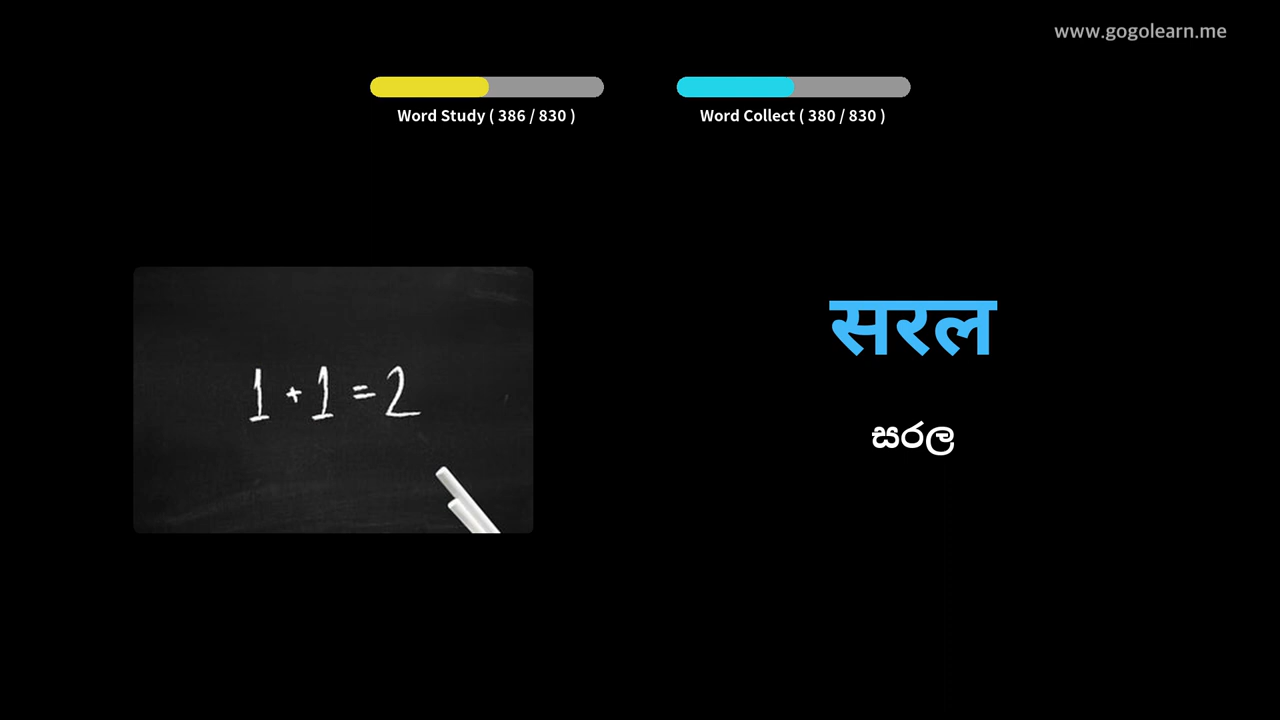 www.gogolearn.me
Word Study ( 386 / 830 )
Word Collect ( 380 / 830 )
1 + 1 = 2
सरल
සරල